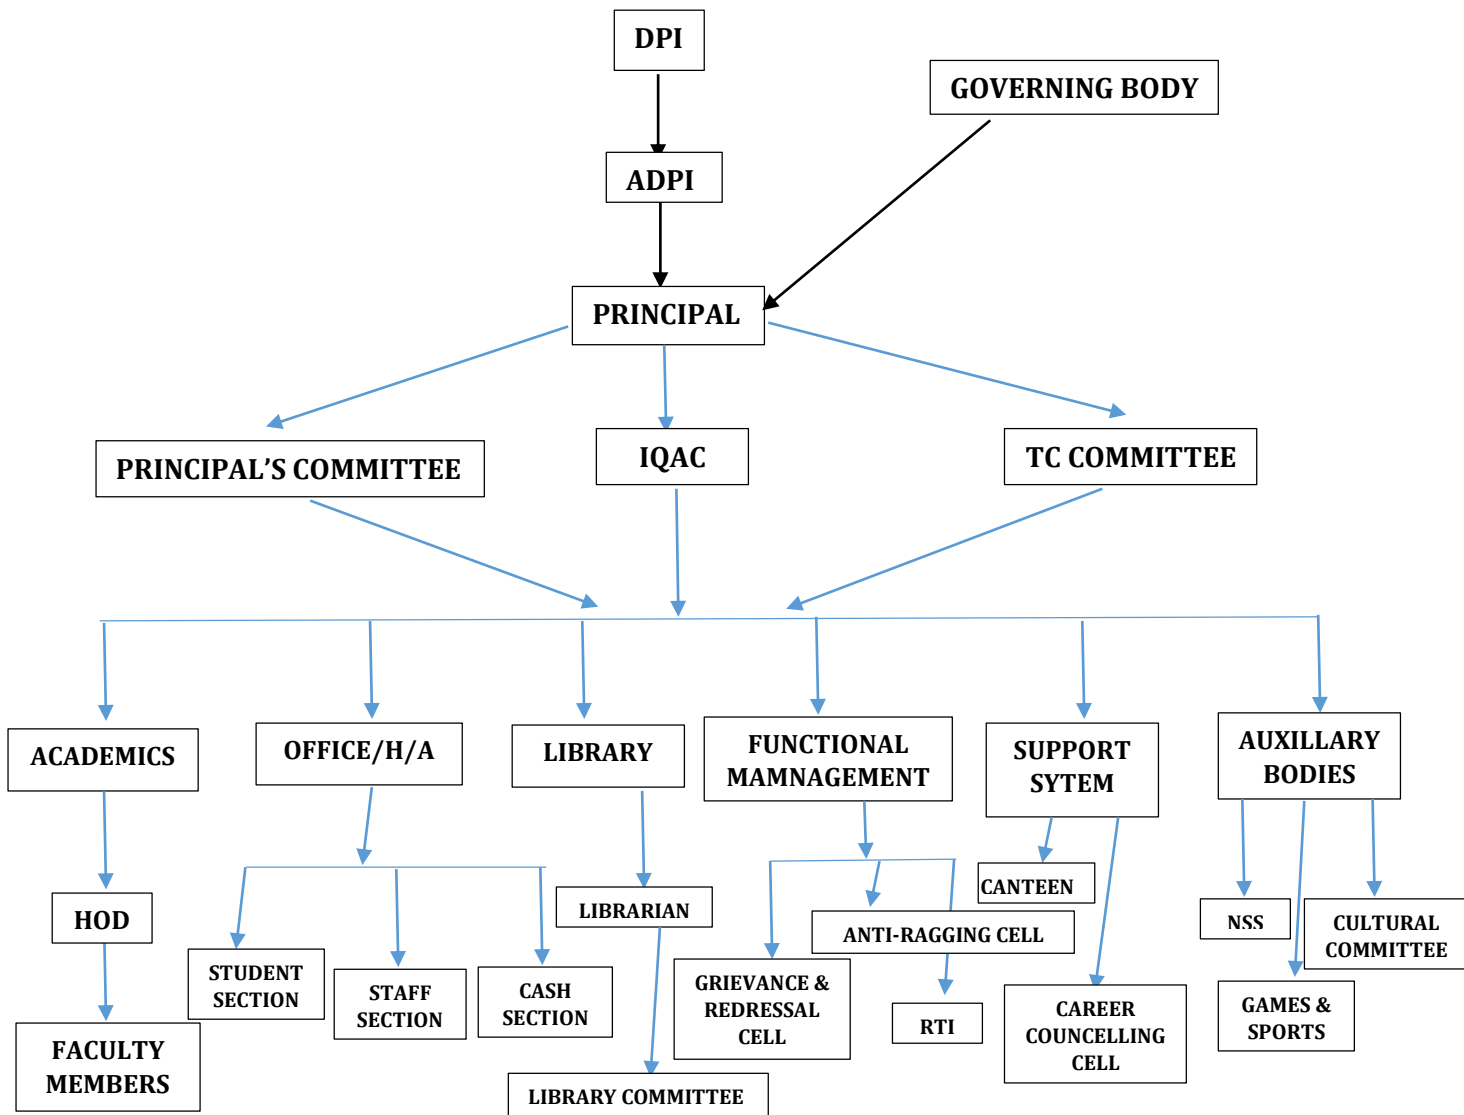 DPI
GOVERNING BODY
ADPI
PRINCIPAL
PRINCIPAL’S COMMITTEE
IQAC
TC COMMITTEE
ACADEMICS
OFFICE/H/A
LIBRARY
FUNCTIONAL
MAMNAGEMENT
SUPPORT
SYTEM
AUXILLARY
BODIES
HOD
LIBRARIAN
CANTEEN
ANTI-RAGGING CELL
NSS
CULTURAL
COMMITTEE
STUDENT
SECTION
STAFF
SECTION
CASH
SECTION
GRIEVANCE &
REDRESSAL
CELL
RTI
CAREER
COUNCELLING
CELL
GAMES &
SPORTS
FACULTY
MEMBERS
LIBRARY COMMITTEE